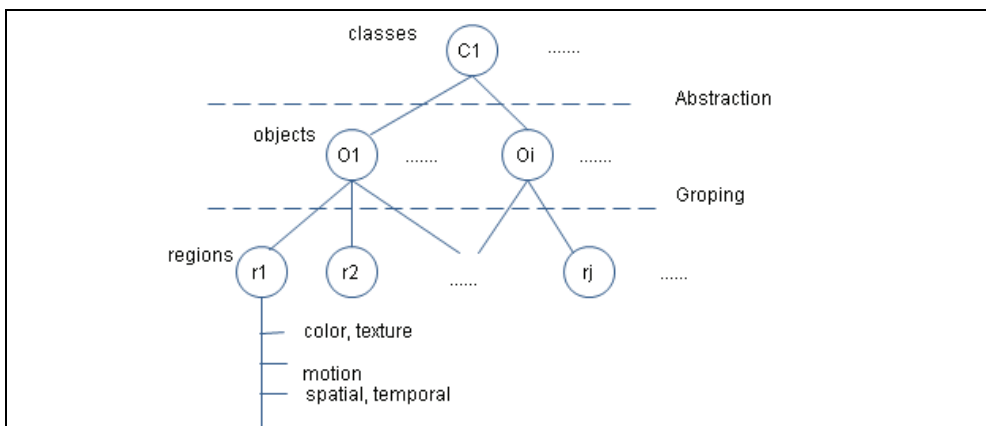 classes C1 .......
Abstraction
objects O1 ....... Oi .......
Groping
regions r1 r2 ...... rj ......
color, texture
motion
spatial, temporal